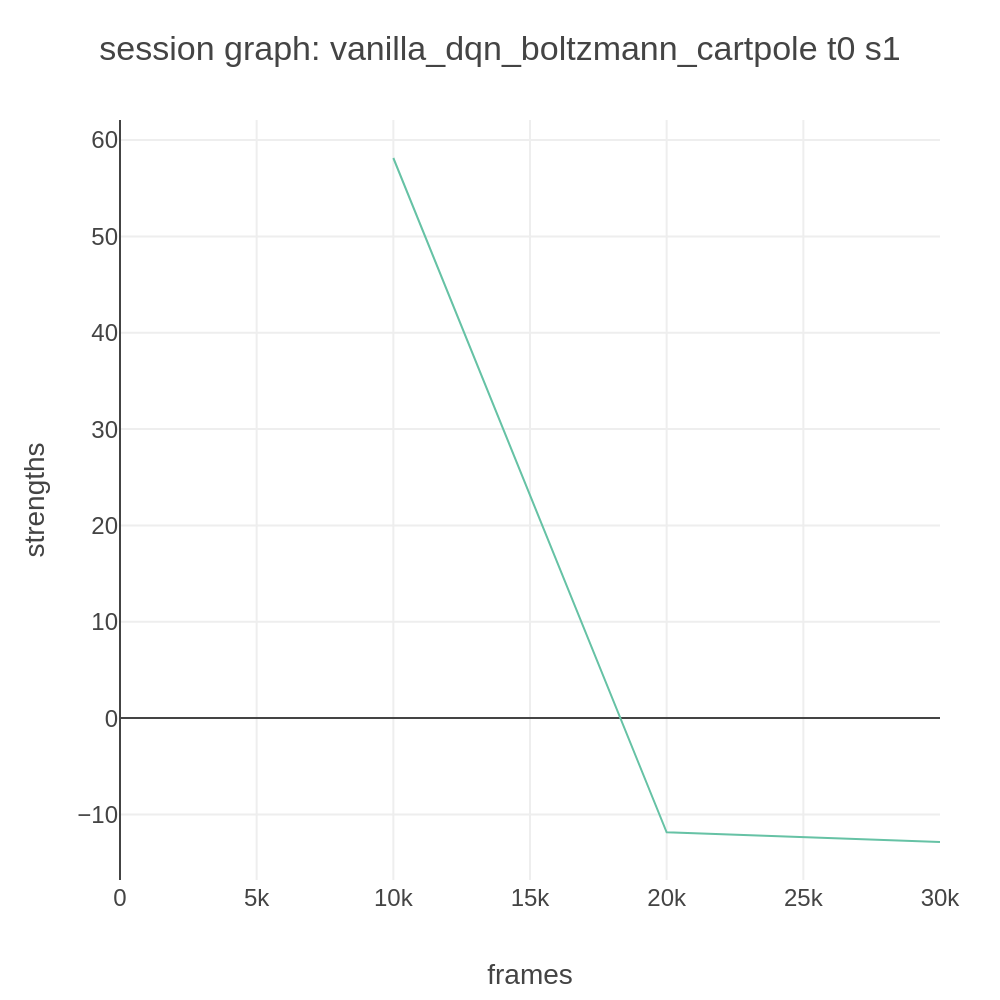 session graph: vanilla_dqn_boltzmann_cartpole t0 s1
60
50
40
30
20
10
0
−10
strengths
0 5k 10k 15k 20k 25k 30k
frames